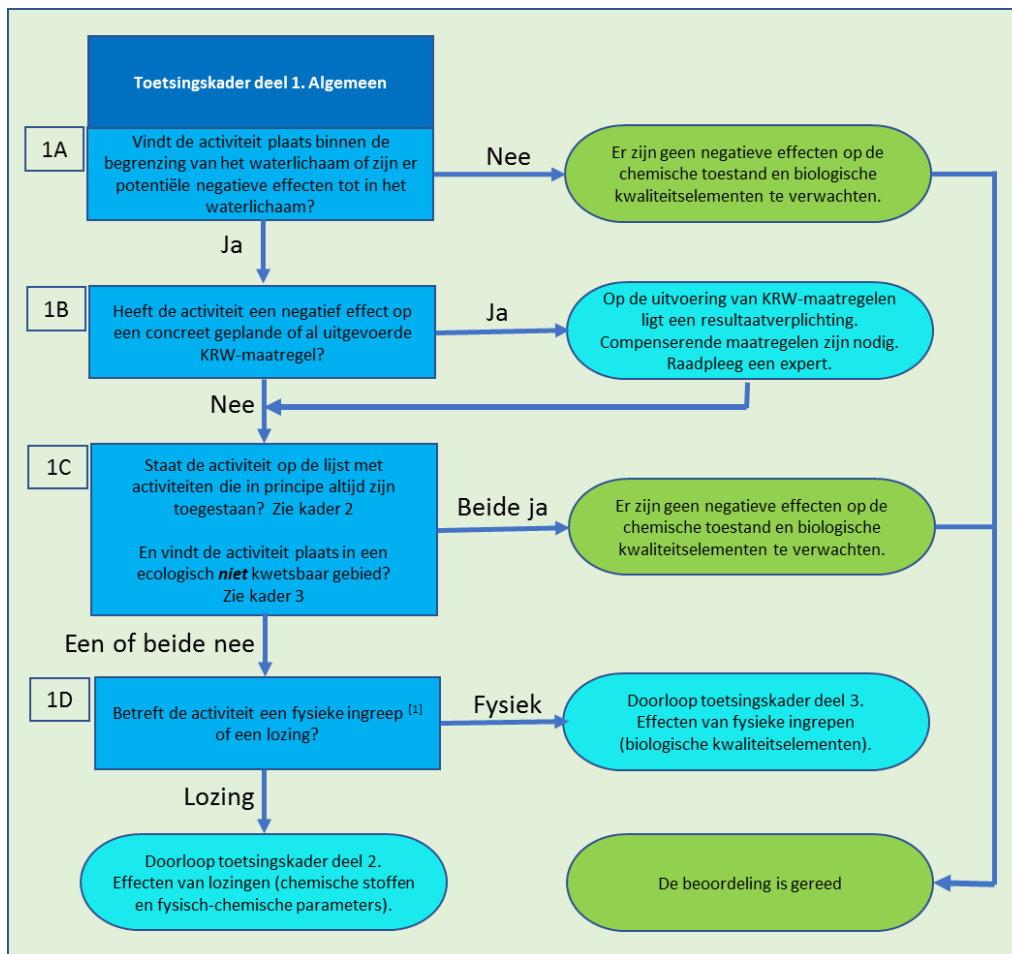 Toetsingskader deel 1. Algemeen
1A
Vindt de activiteit plaats binnen de
begrenzing van het waterlichaam of zijn er
potentiële negatieve effecten tot in het
waterlichaam?
Nee
Er zijn geen negatieve effecten op de
chemische toestand en biologische
kwaliteitselementen te verwachten.
Ja
1B
Heeft de activiteit een negatief effect op
een concreet geplande of al uitgevoerde
KRW-maatregel?
Ja
Op de uitvoering van KRW-maatregelen
ligt een resultaatverplichting.
Compenserende maatregelen zijn nodig.
Raadpleeg een expert.
Nee
1C
Staat de activiteit op de lijst met
activiteiten die in principe altijd zijn
toegestaan? Zie kader 2
En vindt de activiteit plaats in een
ecologisch niet kwetsbaar gebied?
Zie kader 3
Beide ja
Er zijn geen negatieve effecten op de
chemische toestand en biologische
kwaliteitselementen te verwachten.
Een of beide nee
1D
Betreft de activiteit een fysieke ingreep [1]
of een lozing?
Fysiek
Doorloop toetsingskader deel 3.
Effecten van fysieke ingrepen
(biologische kwaliteitselementen).
Lozing
Doorloop toetsingskader deel 2.
Effecten van lozingen (chemische stoffen
en fysisch-chemische parameters).
De beoordeling is gereed